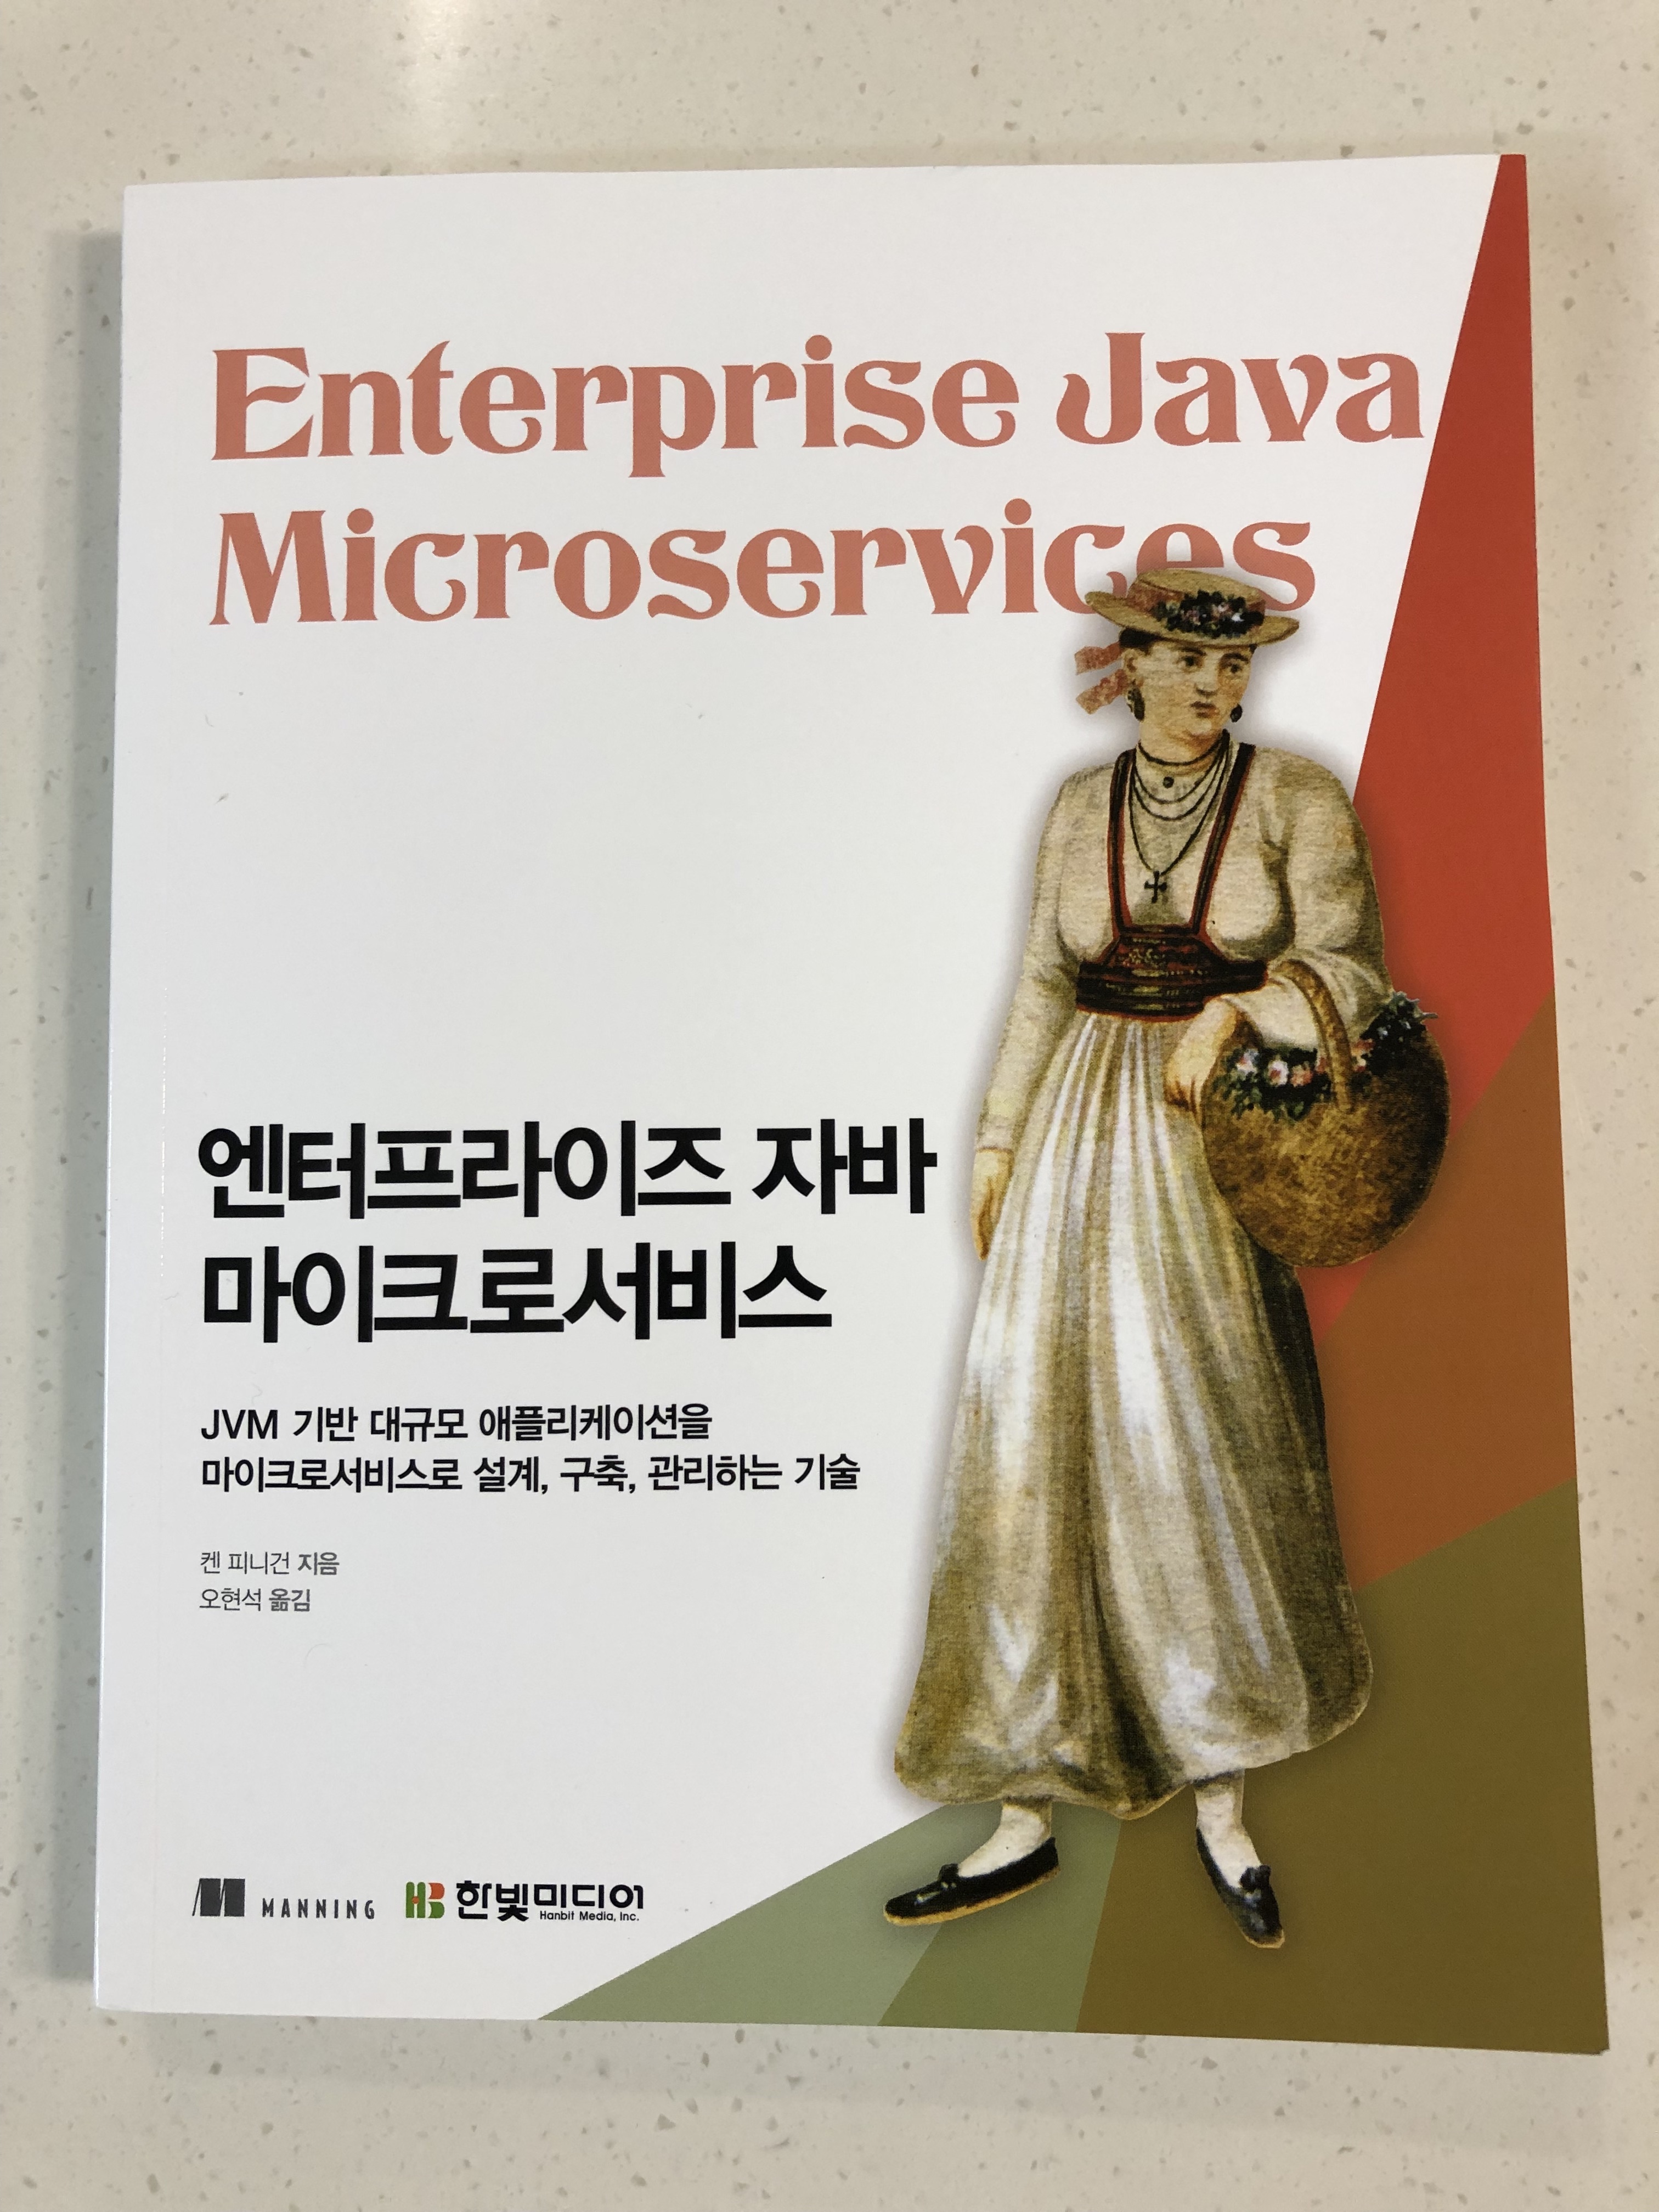 Enterprise Java
Microservices
엔터프라이즈 자바
마이크로서비스
JVM 기반 대규모 애플리케이션을
마이크로서비스로 설계, 구축, 관리하는 기술
켄 피니건 지음
오현석 옮김
M MANNING HB 한빛미디어
Hanbit Media, Inc.